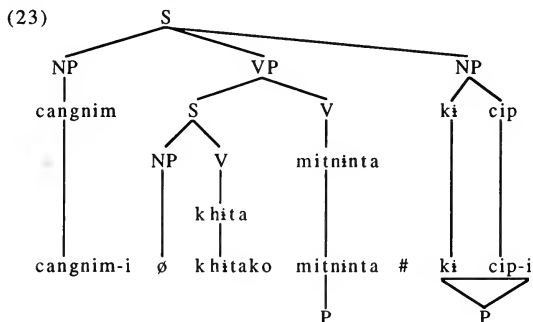 (23)
S
NP VP NP
cangnim S V kɨ cip
NP V mitnɨnta
khɨta
cangnim-i ø khɨtako mitnɨnta # kɨ cip-i
P P